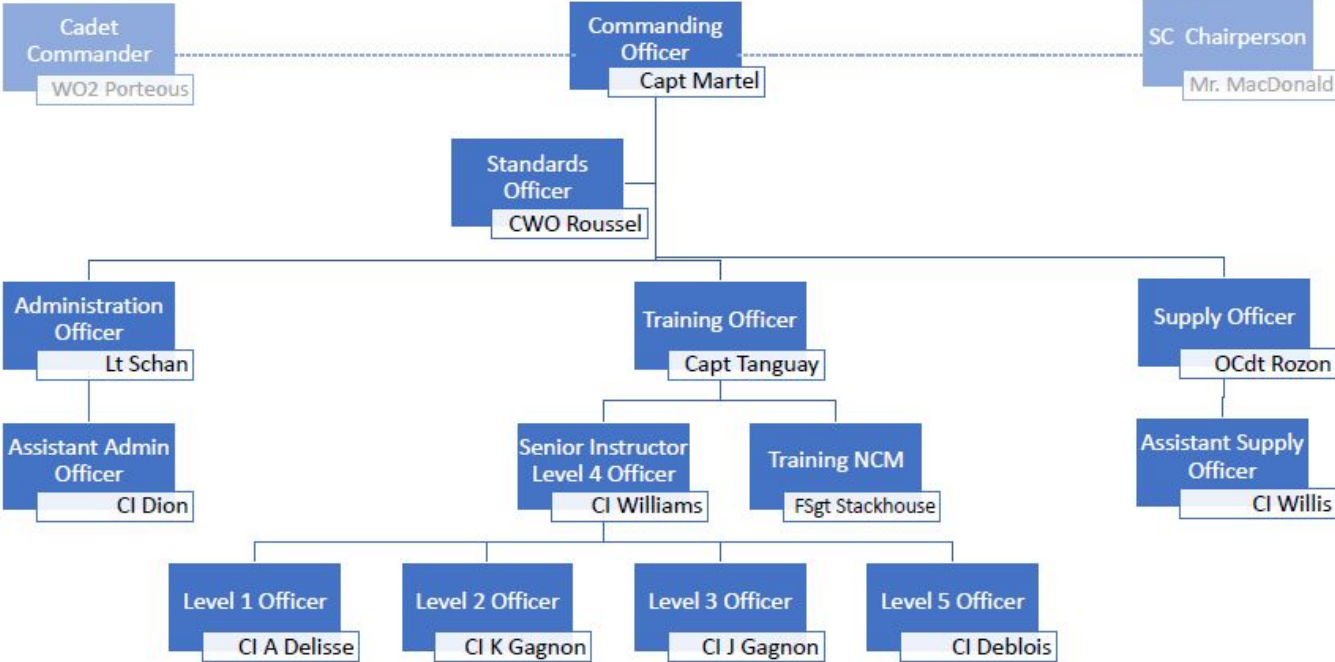 Cadet
Commander
WO2 Porteous
Commanding
Officer
Capt Martel
SC Chairperson
Mr. MacDonald
Standards
Officer
CWO Roussel
Administration
Officer
Lt Schan
Training Officer
Capt Tanguay
Supply Officer
OCdt Rozon
Assistant Admin
Officer
CI Dion
Senior Instructor
Level 4 Officer
CI Williams
Training NCM
FSgt Stackhouse
Assistant Supply
Officer
CI Willis
Level 1 Officer
CI A Delisse
Level 2 Officer
CI K Gagnon
Level 3 Officer
CI J Gagnon
Level 5 Officer
CI Deblois